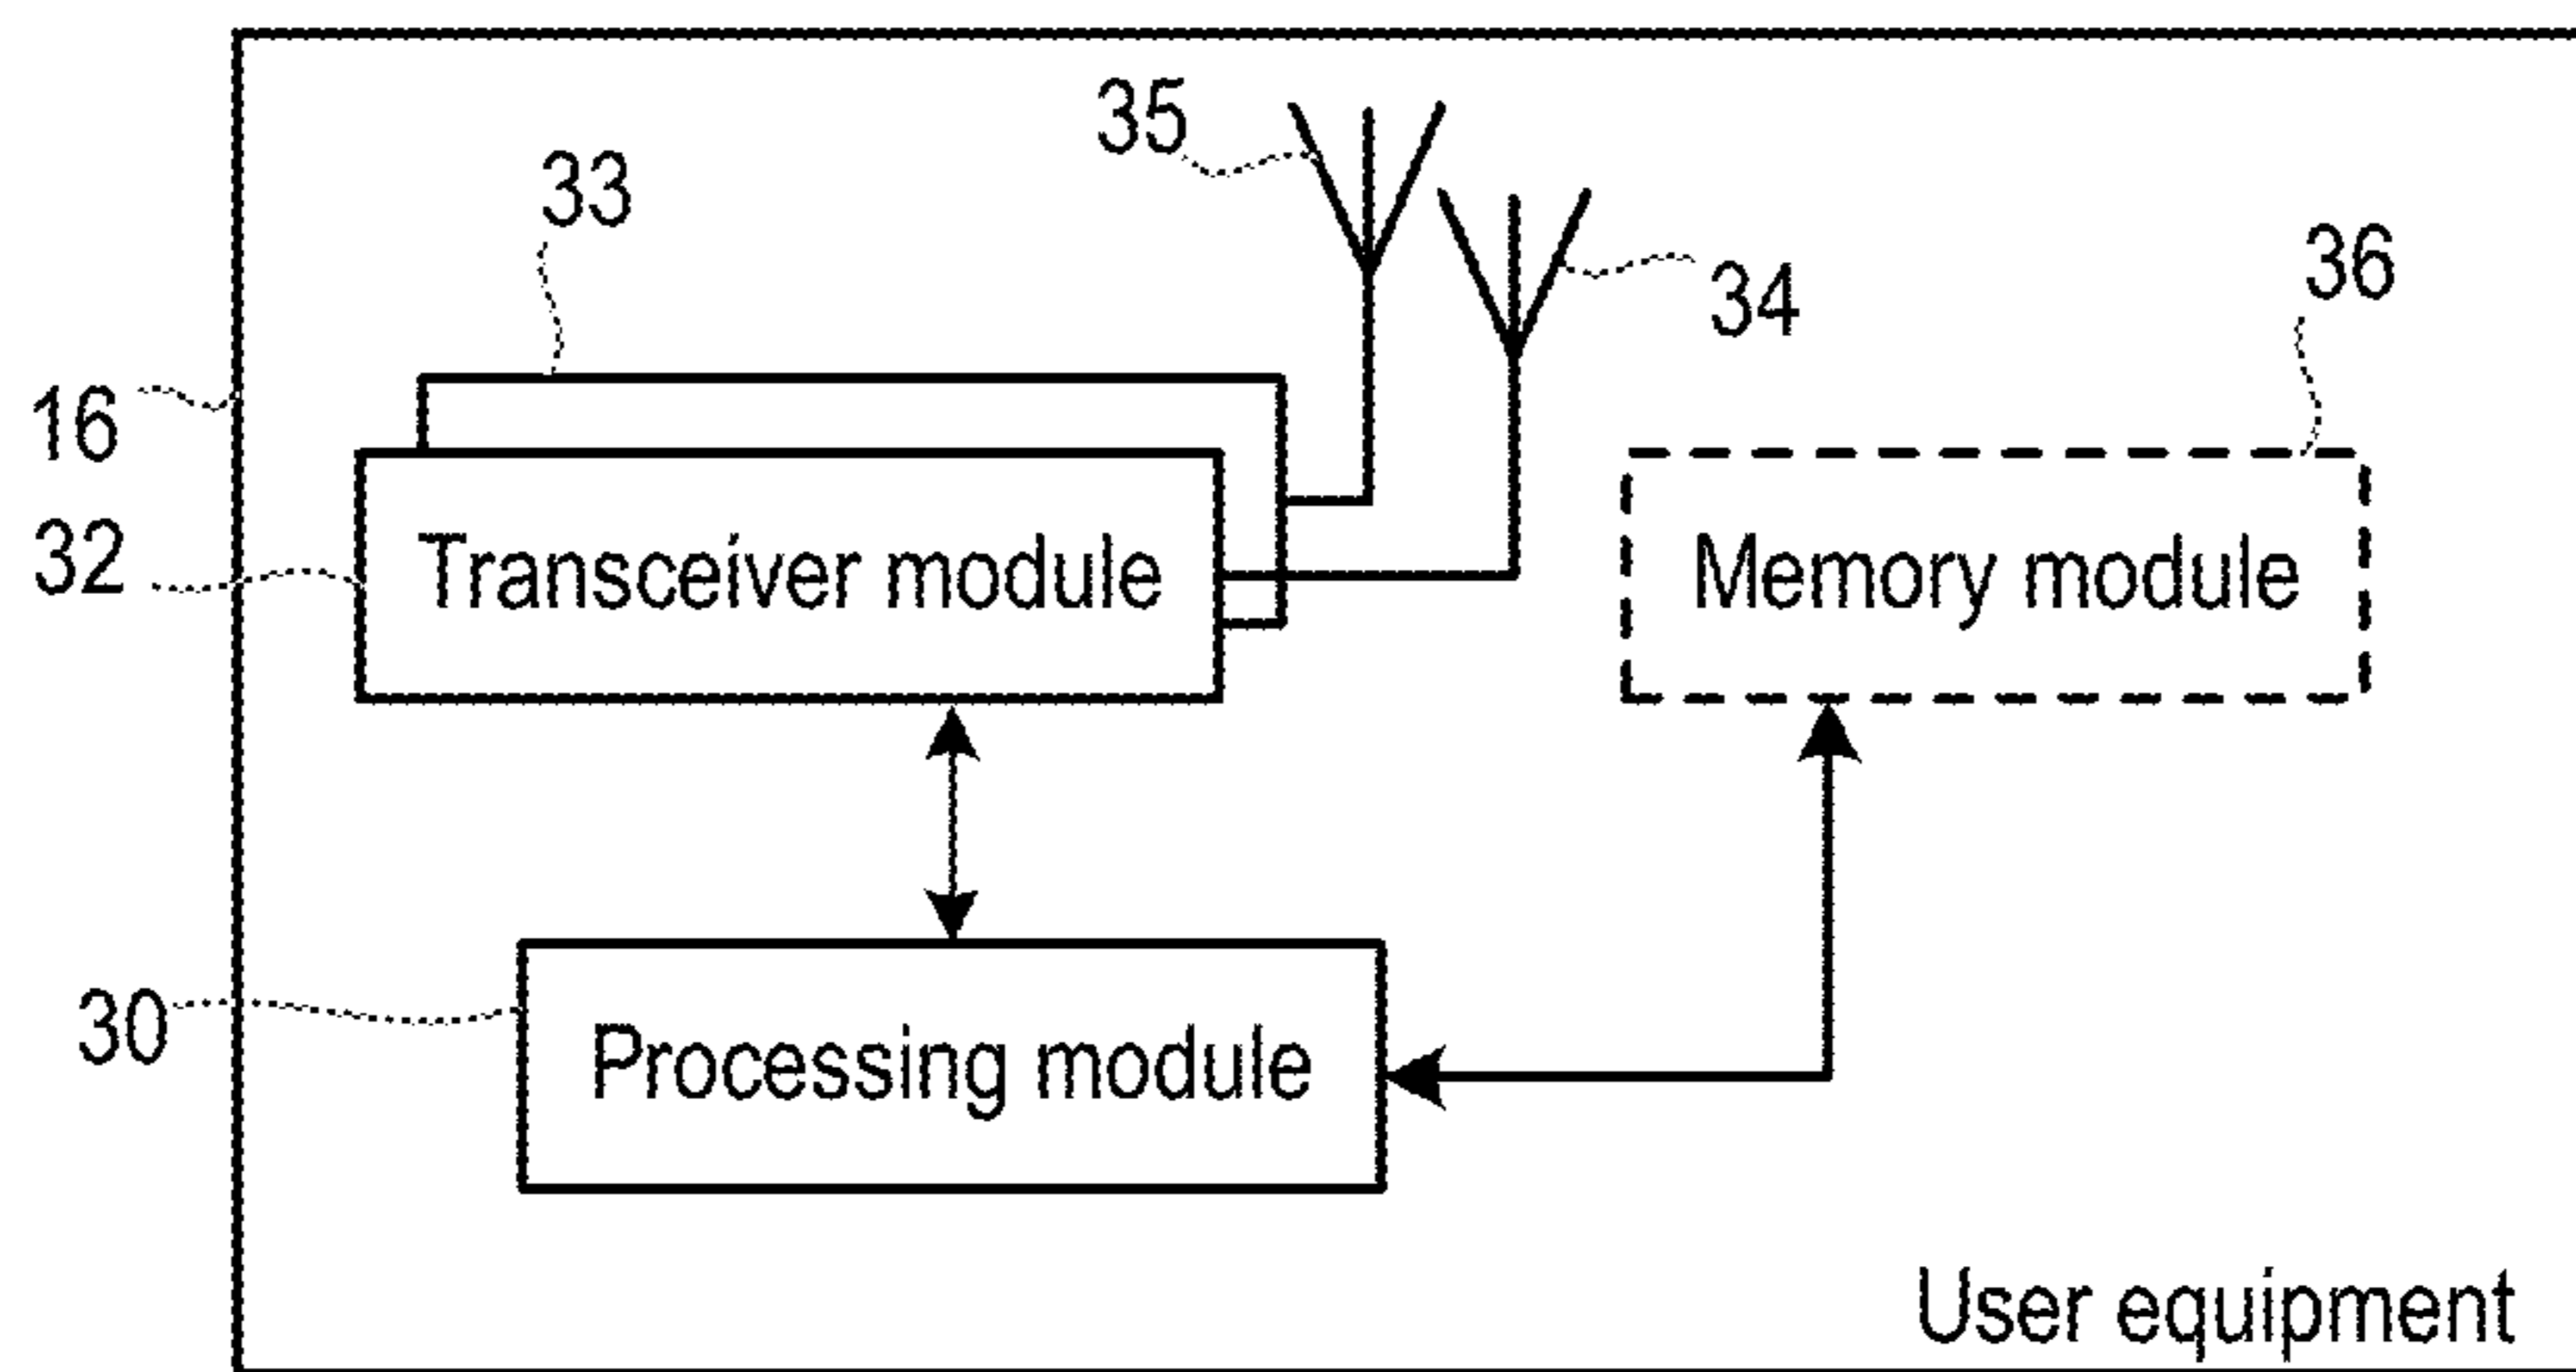 35
33
36
34
16
32
Transceiver module
Memory module
30
Processing module
User equipment